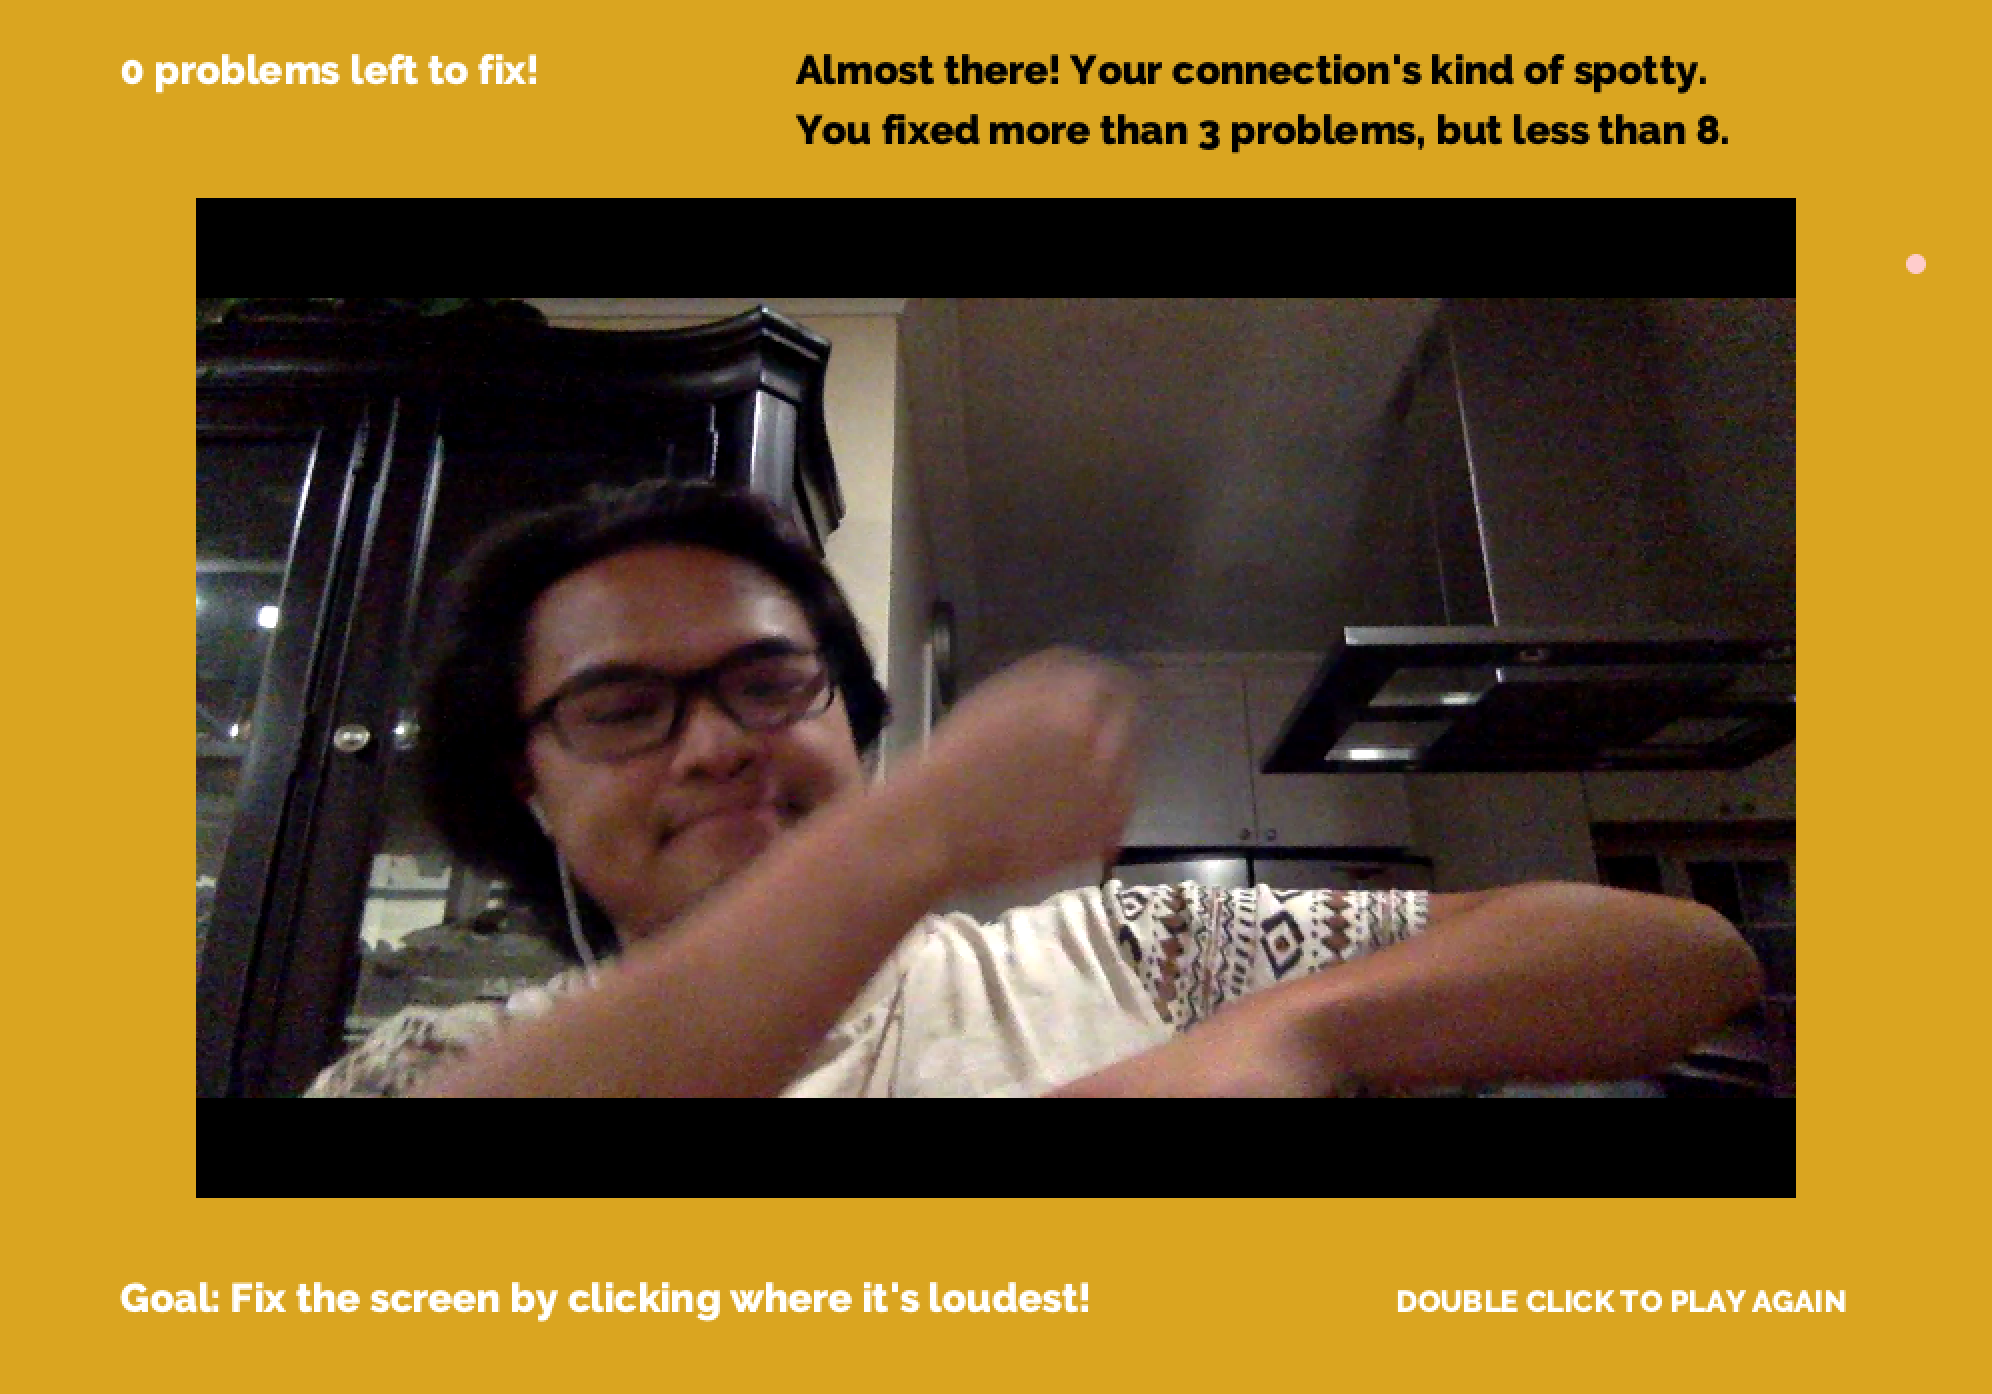 0 problems left to fix!
Almost there! Your connection's kind of spotty.
You fixed more than 3 problems, but less than 8.
Goal: Fix the screen by clicking where it's loudest!
DOUBLE CLICK TO PLAY AGAIN